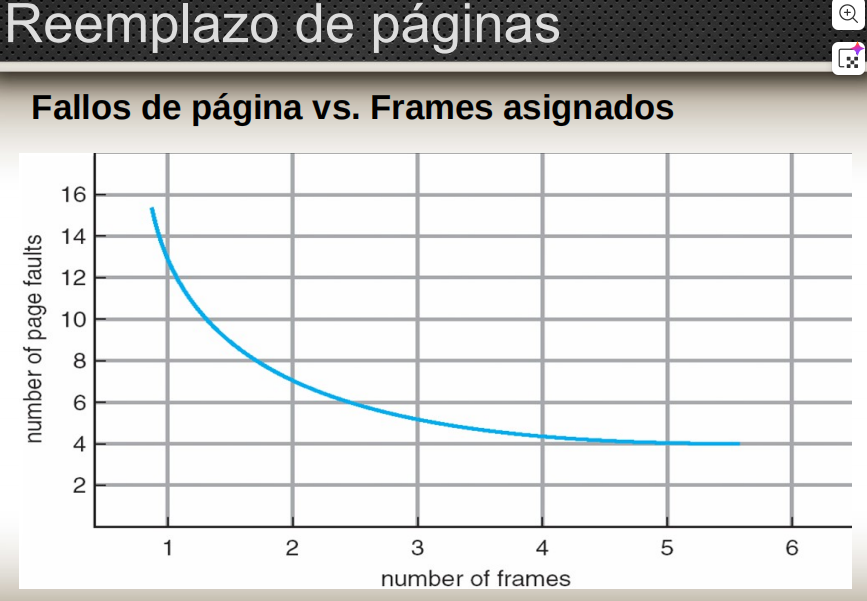 Reemplazo de páginas
Fallos de página vs. Frames asignados
number of page faults
16
14
12
10
8
6
4
2
1 2 3 4 5 6
number of frames